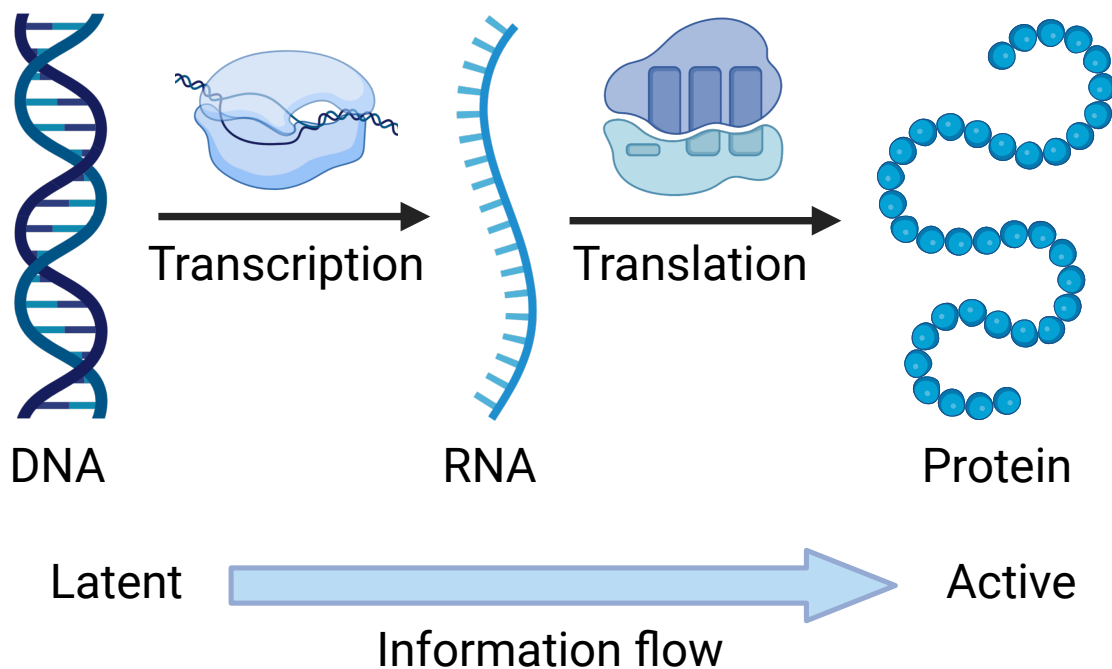 Transcription
Translation
DNA
RNA
Protein
Latent
Active
Information flow